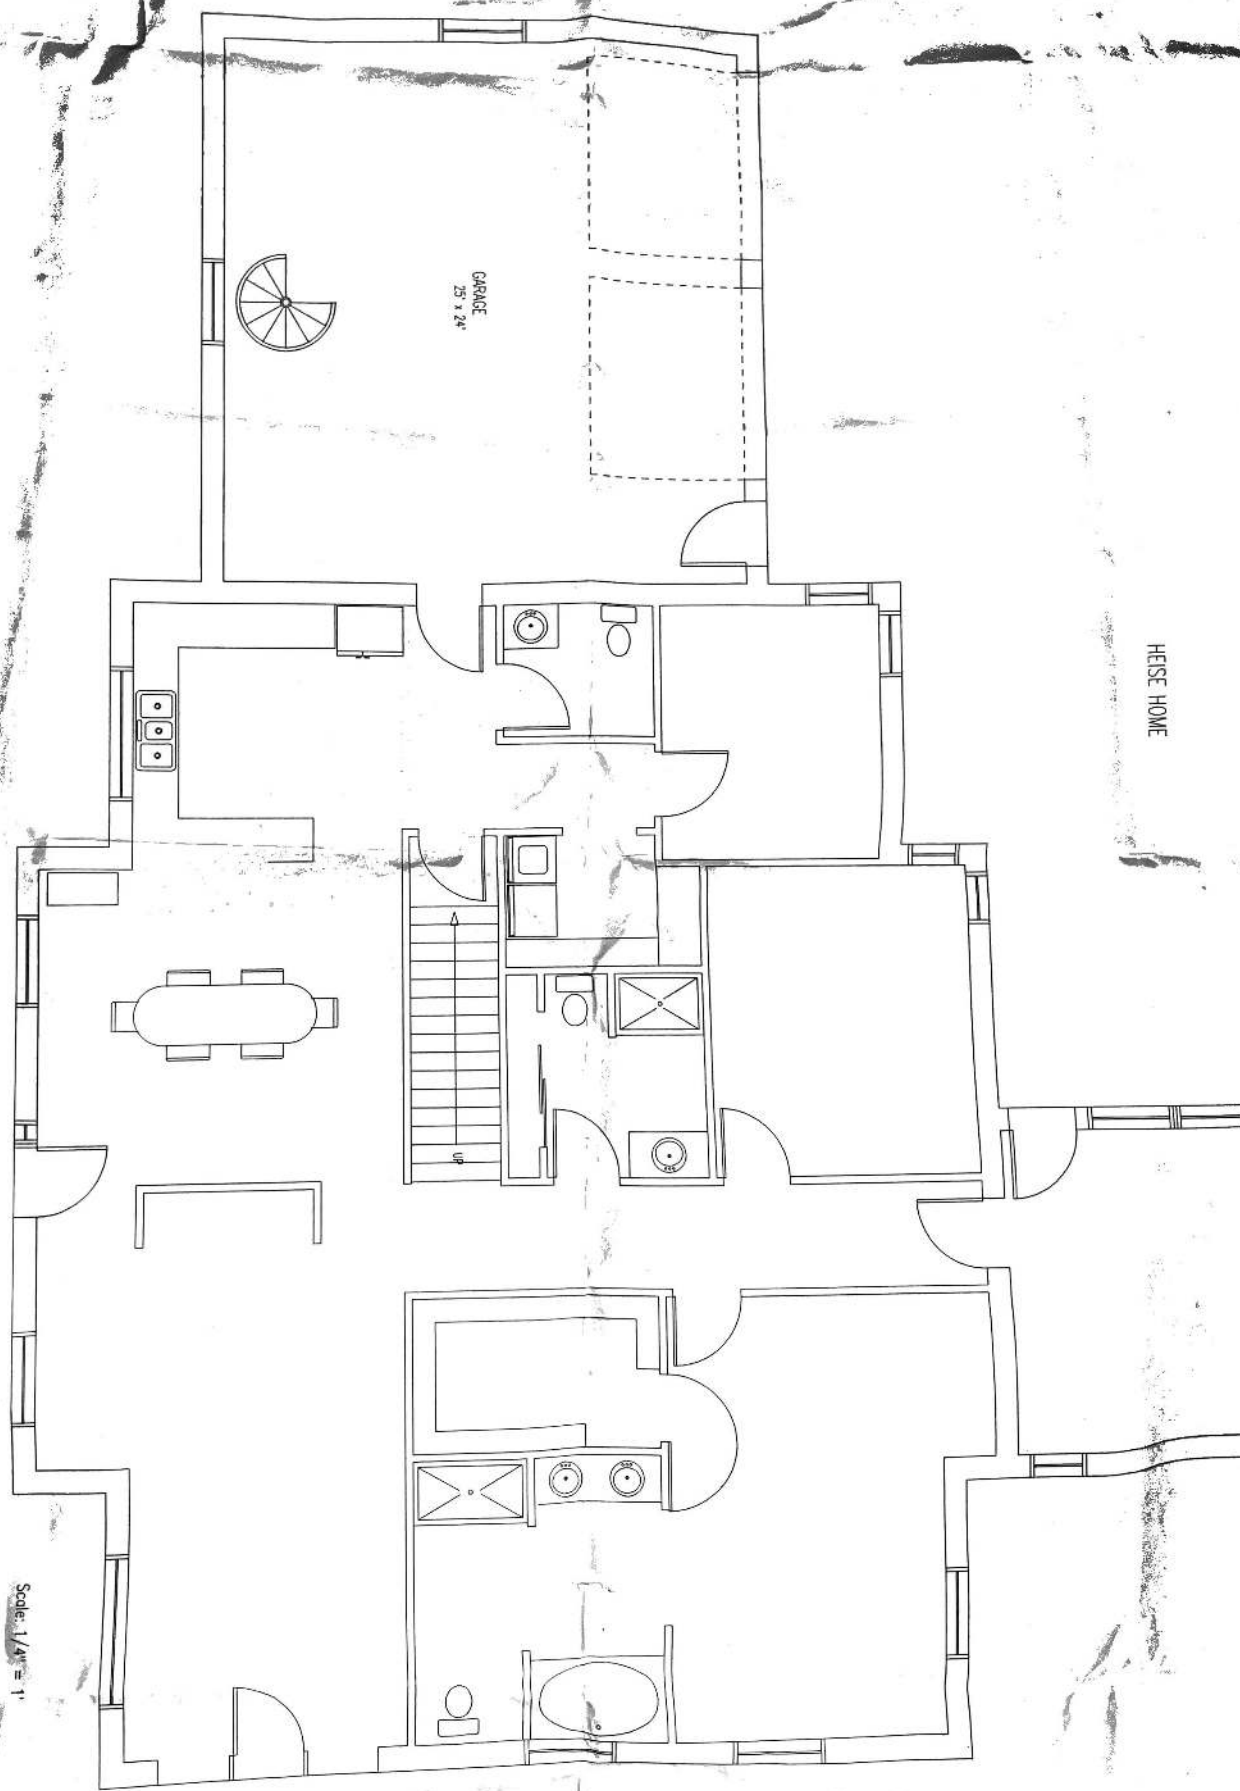 HEISE HOME
GARAGE
25' x 24'
UP
Scale: 1/4" = 1'